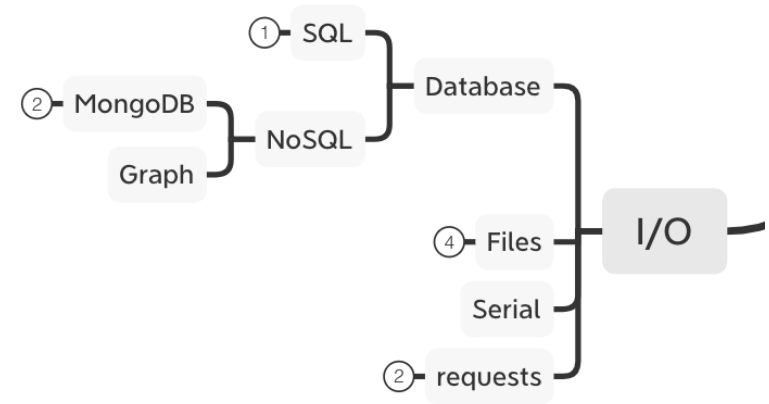 1 SQL
Database
2 MongoDB
NoSQL
Graph
I/O
4 Files
Serial
2 requests